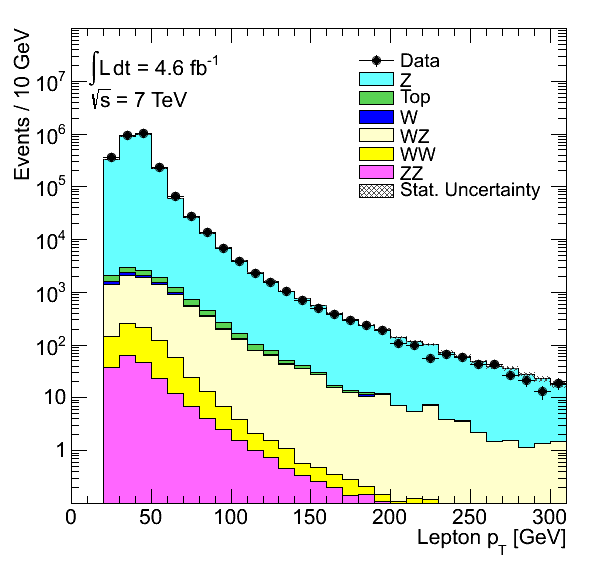 Events / 10 GeV
∫Ldt = 4.6 fb⁻¹
√s = 7 TeV
Data
Z
Top
W
WZ
WW
ZZ
Stat. Uncertainty
10⁷
10⁶
10⁵
10⁴
10³
10²
10
1
0 50 100 150 200 250 300
Lepton p_T [GeV]